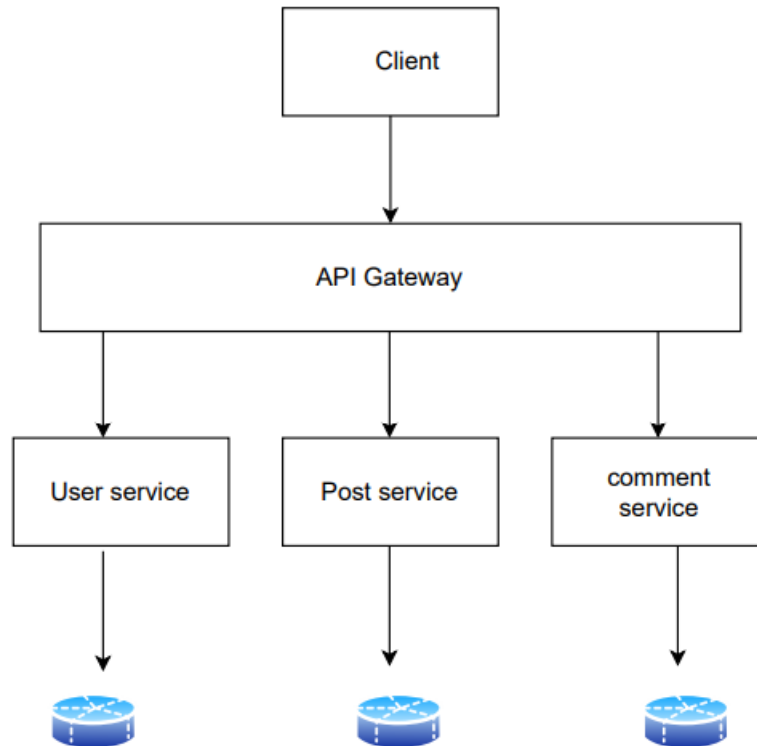 Client
API Gateway
User service
Post service
comment
service